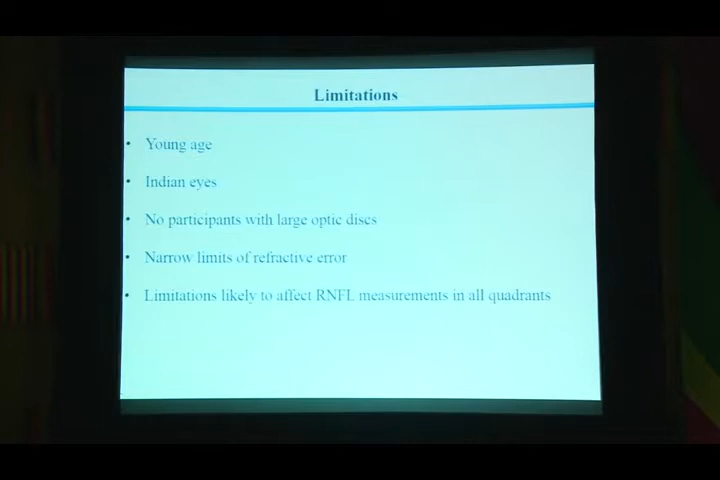 Limitations
• Young age
• Indian eyes
• No participants with large optic discs
• Narrow limits of refractive error
• Limitations likely to affect RNFL measurements in all quadrants